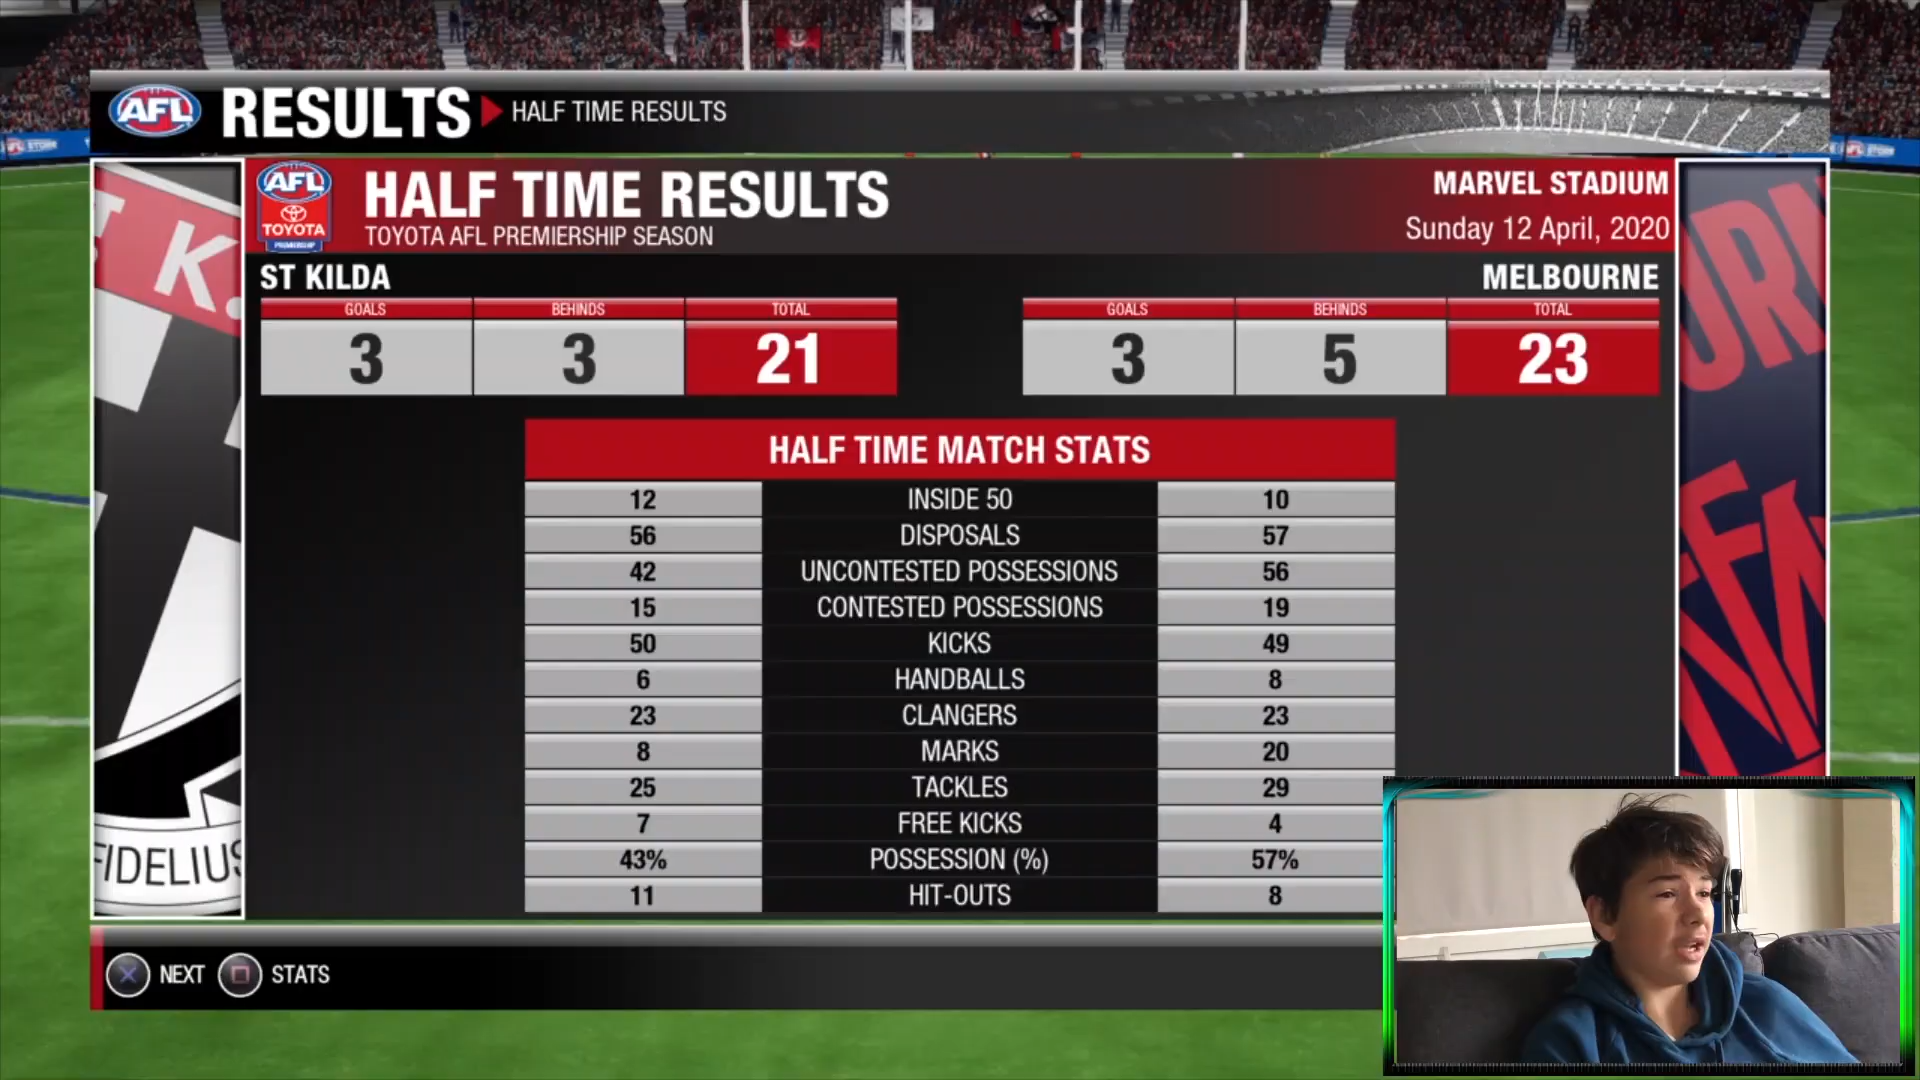 AFL RESULTS HALF TIME RESULTS
AFL
TOYOTA
PREMIERSHIP
HALF TIME RESULTS
TOYOTA AFL PREMIERSHIP SEASON
MARVEL STADIUM
Sunday 12 April, 2020
ST KILDA
MELBOURNE
GOALS BEHINDS TOTAL GOALS BEHINDS TOTAL
3 3 21 3 5 23
HALF TIME MATCH STATS
12 INSIDE 50 10
56 DISPOSALS 57
42 UNCONTESTED POSSESSIONS 56
15 CONTESTED POSSESSIONS 19
50 KICKS 49
6 HANDBALLS 8
23 CLANGERS 23
8 MARKS 20
25 TACKLES 29
7 FREE KICKS 4
43% POSSESSION (%) 57%
11 HIT-OUTS 8
K.
FIDELIUS
NEXT STATS